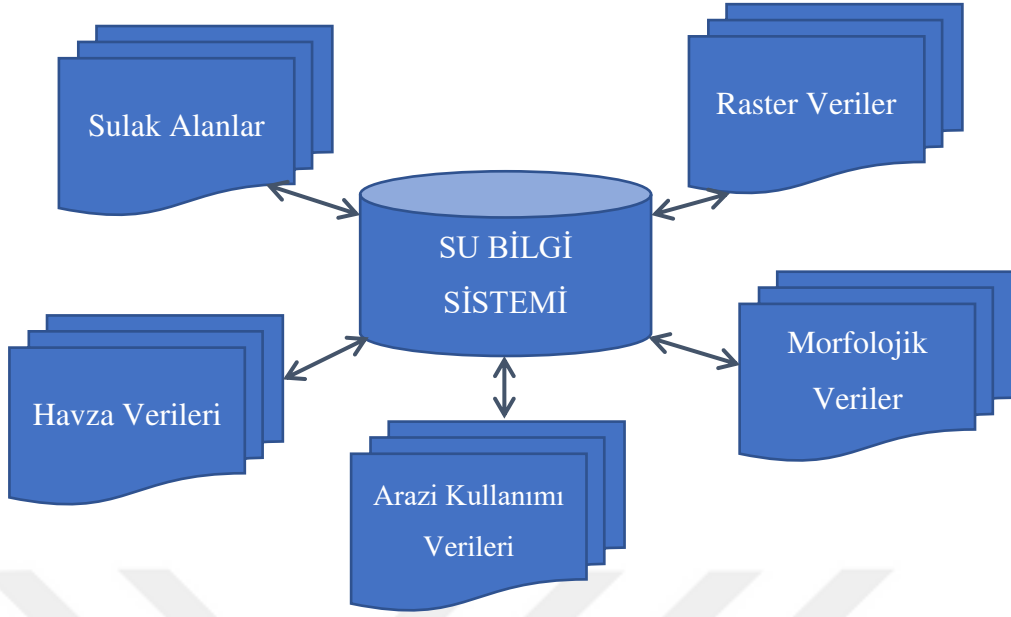 Sulak Alanlar
Raster Veriler
SU BİLGİ
SİSTEMİ
Havza Verileri
Morfolojik
Veriler
Arazi Kullanımı
Verileri